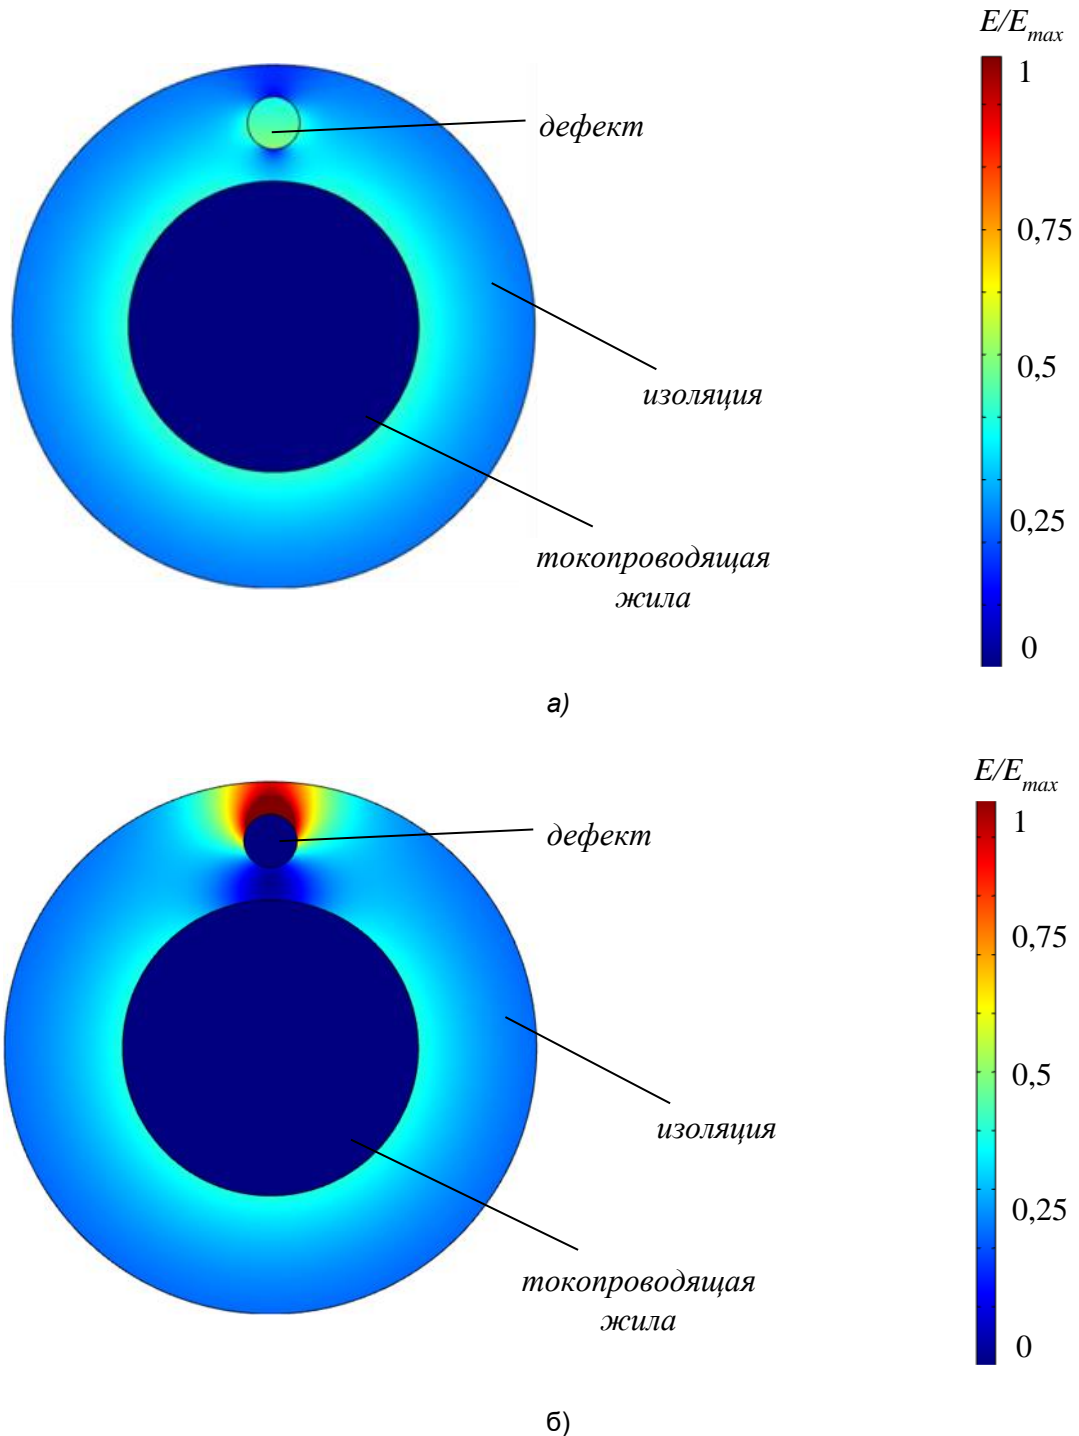 E/Emax
1
дефект
0,75
0,5
изоляция
0,25
токопроводящая
жила
0
а)
E/Emax
1
дефект
0,75
0,5
изоляция
0,25
токопроводящая
жила
0
б)